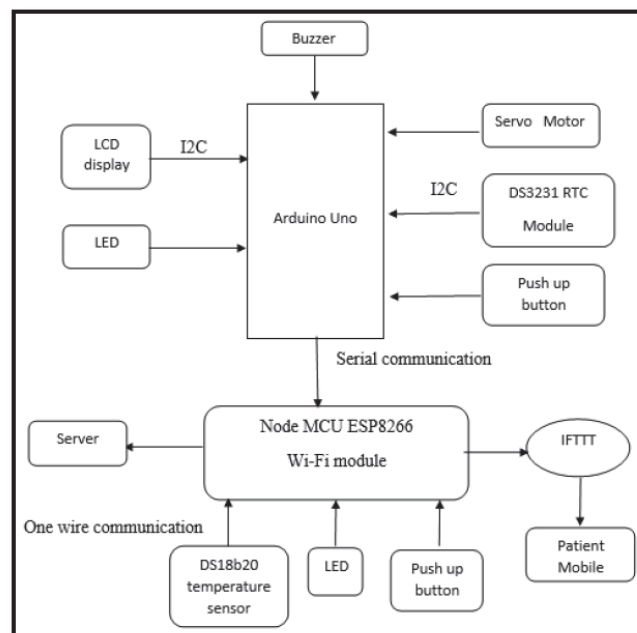 Buzzer
LCD
display
I2C
Servo Motor
I2C
DS3231 RTC
Module
LED
Arduino Uno
Push up
button
Serial communication
Node MCU ESP8266
Wi-Fi module
Server
IFTTT
One wire communication
DS18b20
temperature
sensor
LED
Push up
button
Patient
Mobile